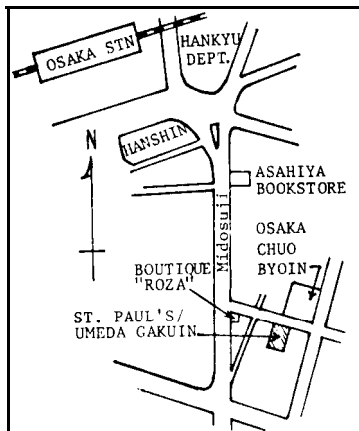 OSAKA STN
HANKYU
DEPT.
N
HANSHIN
ASAHIYA
BOOKSTORE
Midosuji
OSAKA
CHUO
BYOIN
BOUTIQUE
"ROZA"
ST. PAUL'S/
UMEDA GAKUIN